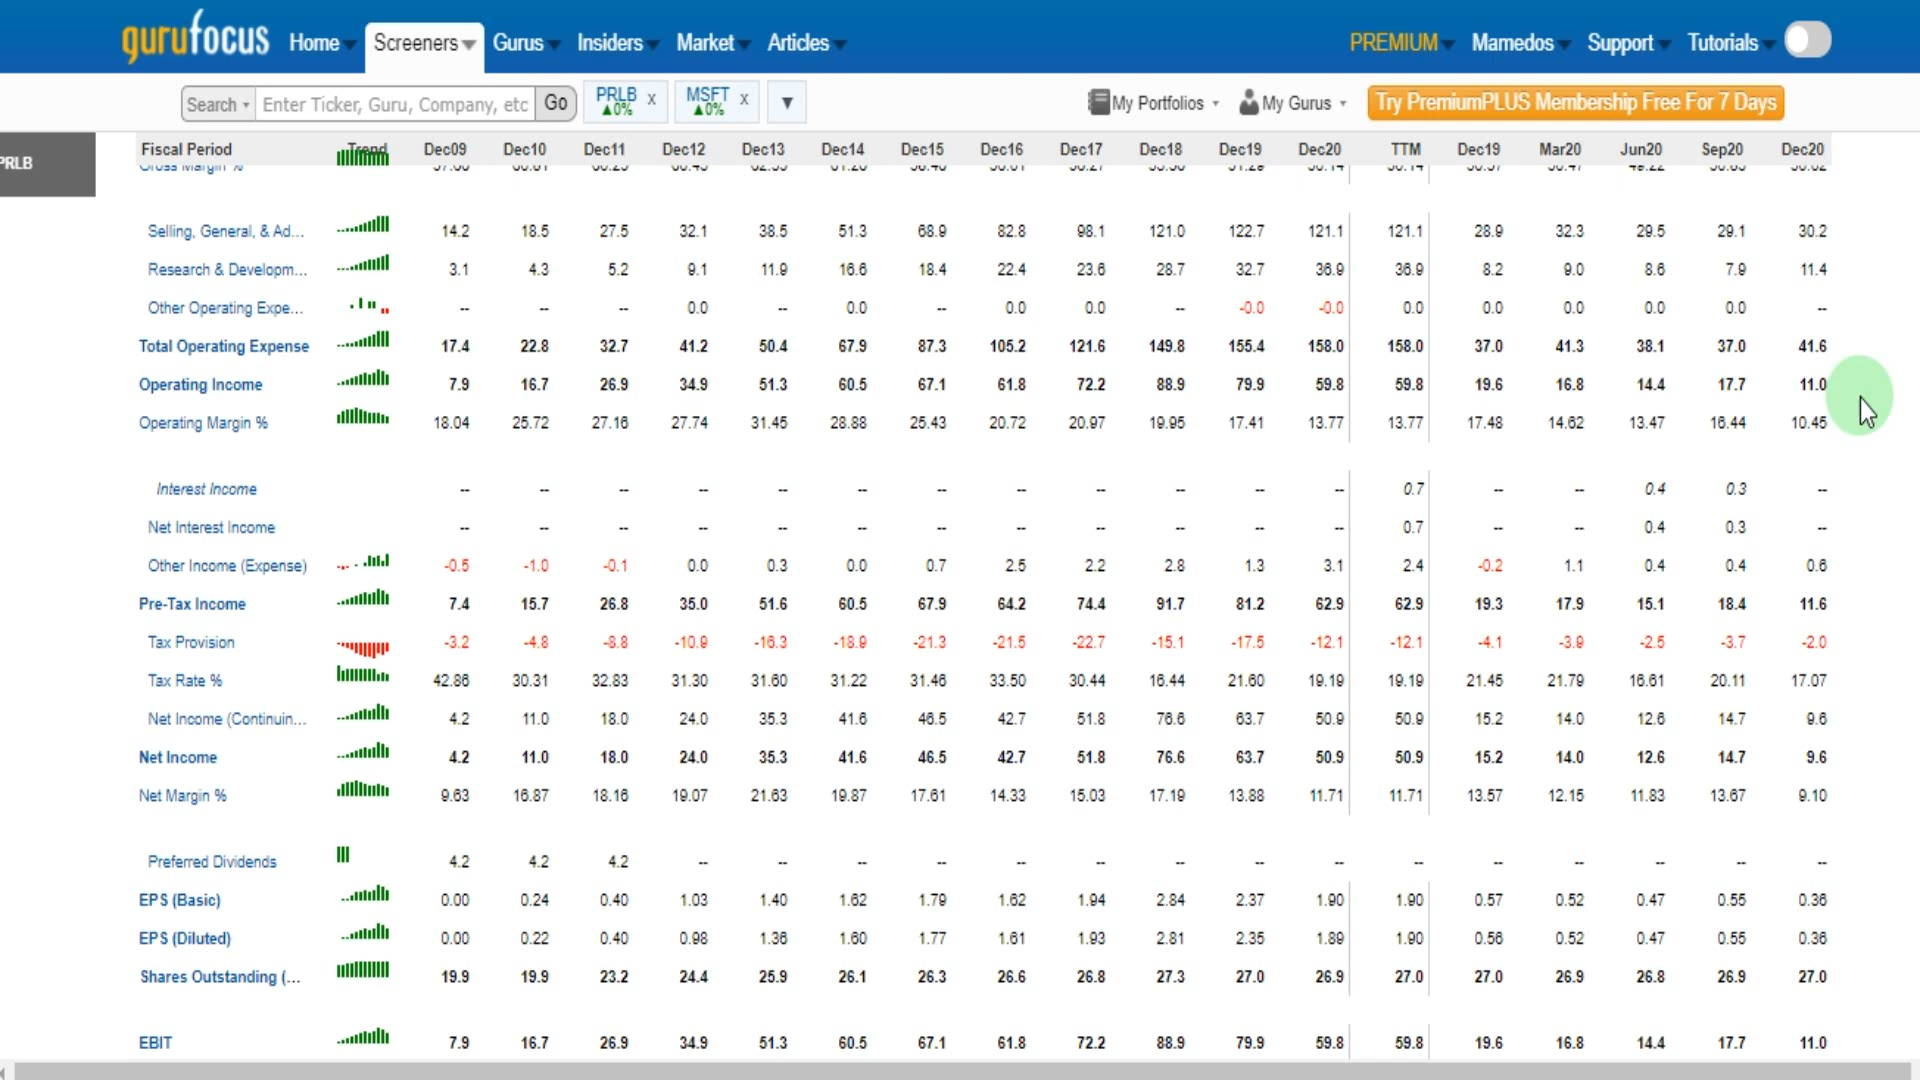 gurufocus Home Screeners Gurus Insiders Market Articles PREMIUM Mamedos Support Tutorials
Search Enter Ticker, Guru, Company, etc Go PRLB x MSFT x ▼ My Portfolios My Gurus Try PremiumPLUS Membership Free For 7 Days
▲0% ▲0%
PRLB
Fiscal Period Trend Dec09 Dec10 Dec11 Dec12 Dec13 Dec14 Dec15 Dec16 Dec17 Dec18 Dec19 Dec20 TTM Dec19 Mar20 Jun20 Sep20 Dec20
Gross Margin %
Selling, General, & Ad... 14.2 18.5 27.5 32.1 38.5 51.3 68.9 82.8 98.1 121.0 122.7 121.1 121.1 28.9 32.3 29.5 29.1 30.2
Research & Developm... 3.1 4.3 5.2 9.1 11.9 16.6 18.4 22.4 23.6 28.7 32.7 36.9 36.9 8.2 9.0 8.6 7.9 11.4
Other Operating Expe... -- -- -- 0.0 -- 0.0 -- 0.0 0.0 -- -0.0 -0.0 0.0 0.0 0.0 0.0 0.0 --
Total Operating Expense 17.4 22.8 32.7 41.2 50.4 67.9 87.3 105.2 121.6 149.8 155.4 158.0 158.0 37.0 41.3 38.1 37.0 41.6
Operating Income 7.9 16.7 26.9 34.9 51.3 60.5 67.1 61.8 72.2 88.9 79.9 59.8 59.8 19.6 16.8 14.4 17.7 11.0
Operating Margin % 18.04 25.72 27.16 27.74 31.45 28.88 25.43 20.72 20.97 19.95 17.41 13.77 13.77 17.48 14.62 13.47 16.44 10.45
Interest Income -- -- -- -- -- -- -- -- -- -- -- -- 0.7 -- -- 0.4 0.3 --
Net Interest Income -- -- -- -- -- -- -- -- -- -- -- -- 0.7 -- -- 0.4 0.3 --
Other Income (Expense) -0.5 -1.0 -0.1 0.0 0.3 0.0 0.7 2.5 2.2 2.8 1.3 3.1 2.4 -0.2 1.1 0.4 0.4 0.6
Pre-Tax Income 7.4 15.7 26.8 35.0 51.6 60.5 67.9 64.2 74.4 91.7 81.2 62.9 62.9 19.3 17.9 15.1 18.4 11.6
Tax Provision -3.2 -4.8 -8.8 -10.9 -16.3 -18.9 -21.3 -21.5 -22.7 -15.1 -17.5 -12.1 -12.1 -4.1 -3.9 -2.5 -3.7 -2.0
Tax Rate % 42.86 30.31 32.83 31.30 31.60 31.22 31.46 33.50 30.44 16.44 21.60 19.19 19.19 21.45 21.79 16.61 20.11 17.07
Net Income (Continuin... 4.2 11.0 18.0 24.0 35.3 41.6 46.5 42.7 51.8 76.6 63.7 50.9 50.9 15.2 14.0 12.6 14.7 9.6
Net Income 4.2 11.0 18.0 24.0 35.3 41.6 46.5 42.7 51.8 76.6 63.7 50.9 50.9 15.2 14.0 12.6 14.7 9.6
Net Margin % 9.63 16.87 18.16 19.07 21.63 19.87 17.61 14.33 15.03 17.19 13.88 11.71 11.71 13.57 12.15 11.83 13.67 9.10
Preferred Dividends 4.2 4.2 4.2 -- -- -- -- -- -- -- -- -- -- -- -- -- -- --
EPS (Basic) 0.00 0.24 0.40 1.03 1.40 1.62 1.79 1.62 1.94 2.84 2.37 1.90 1.90 0.57 0.52 0.47 0.55 0.36
EPS (Diluted) 0.00 0.22 0.40 0.98 1.36 1.60 1.77 1.61 1.93 2.81 2.35 1.89 1.90 0.56 0.52 0.47 0.55 0.36
Shares Outstanding (... 19.9 19.9 23.2 24.4 25.9 26.1 26.3 26.6 26.8 27.3 27.0 26.9 27.0 27.0 26.9 26.8 26.9 27.0
EBIT 7.9 16.7 26.9 34.9 51.3 60.5 67.1 61.8 72.2 88.9 79.9 59.8 59.8 19.6 16.8 14.4 17.7 11.0